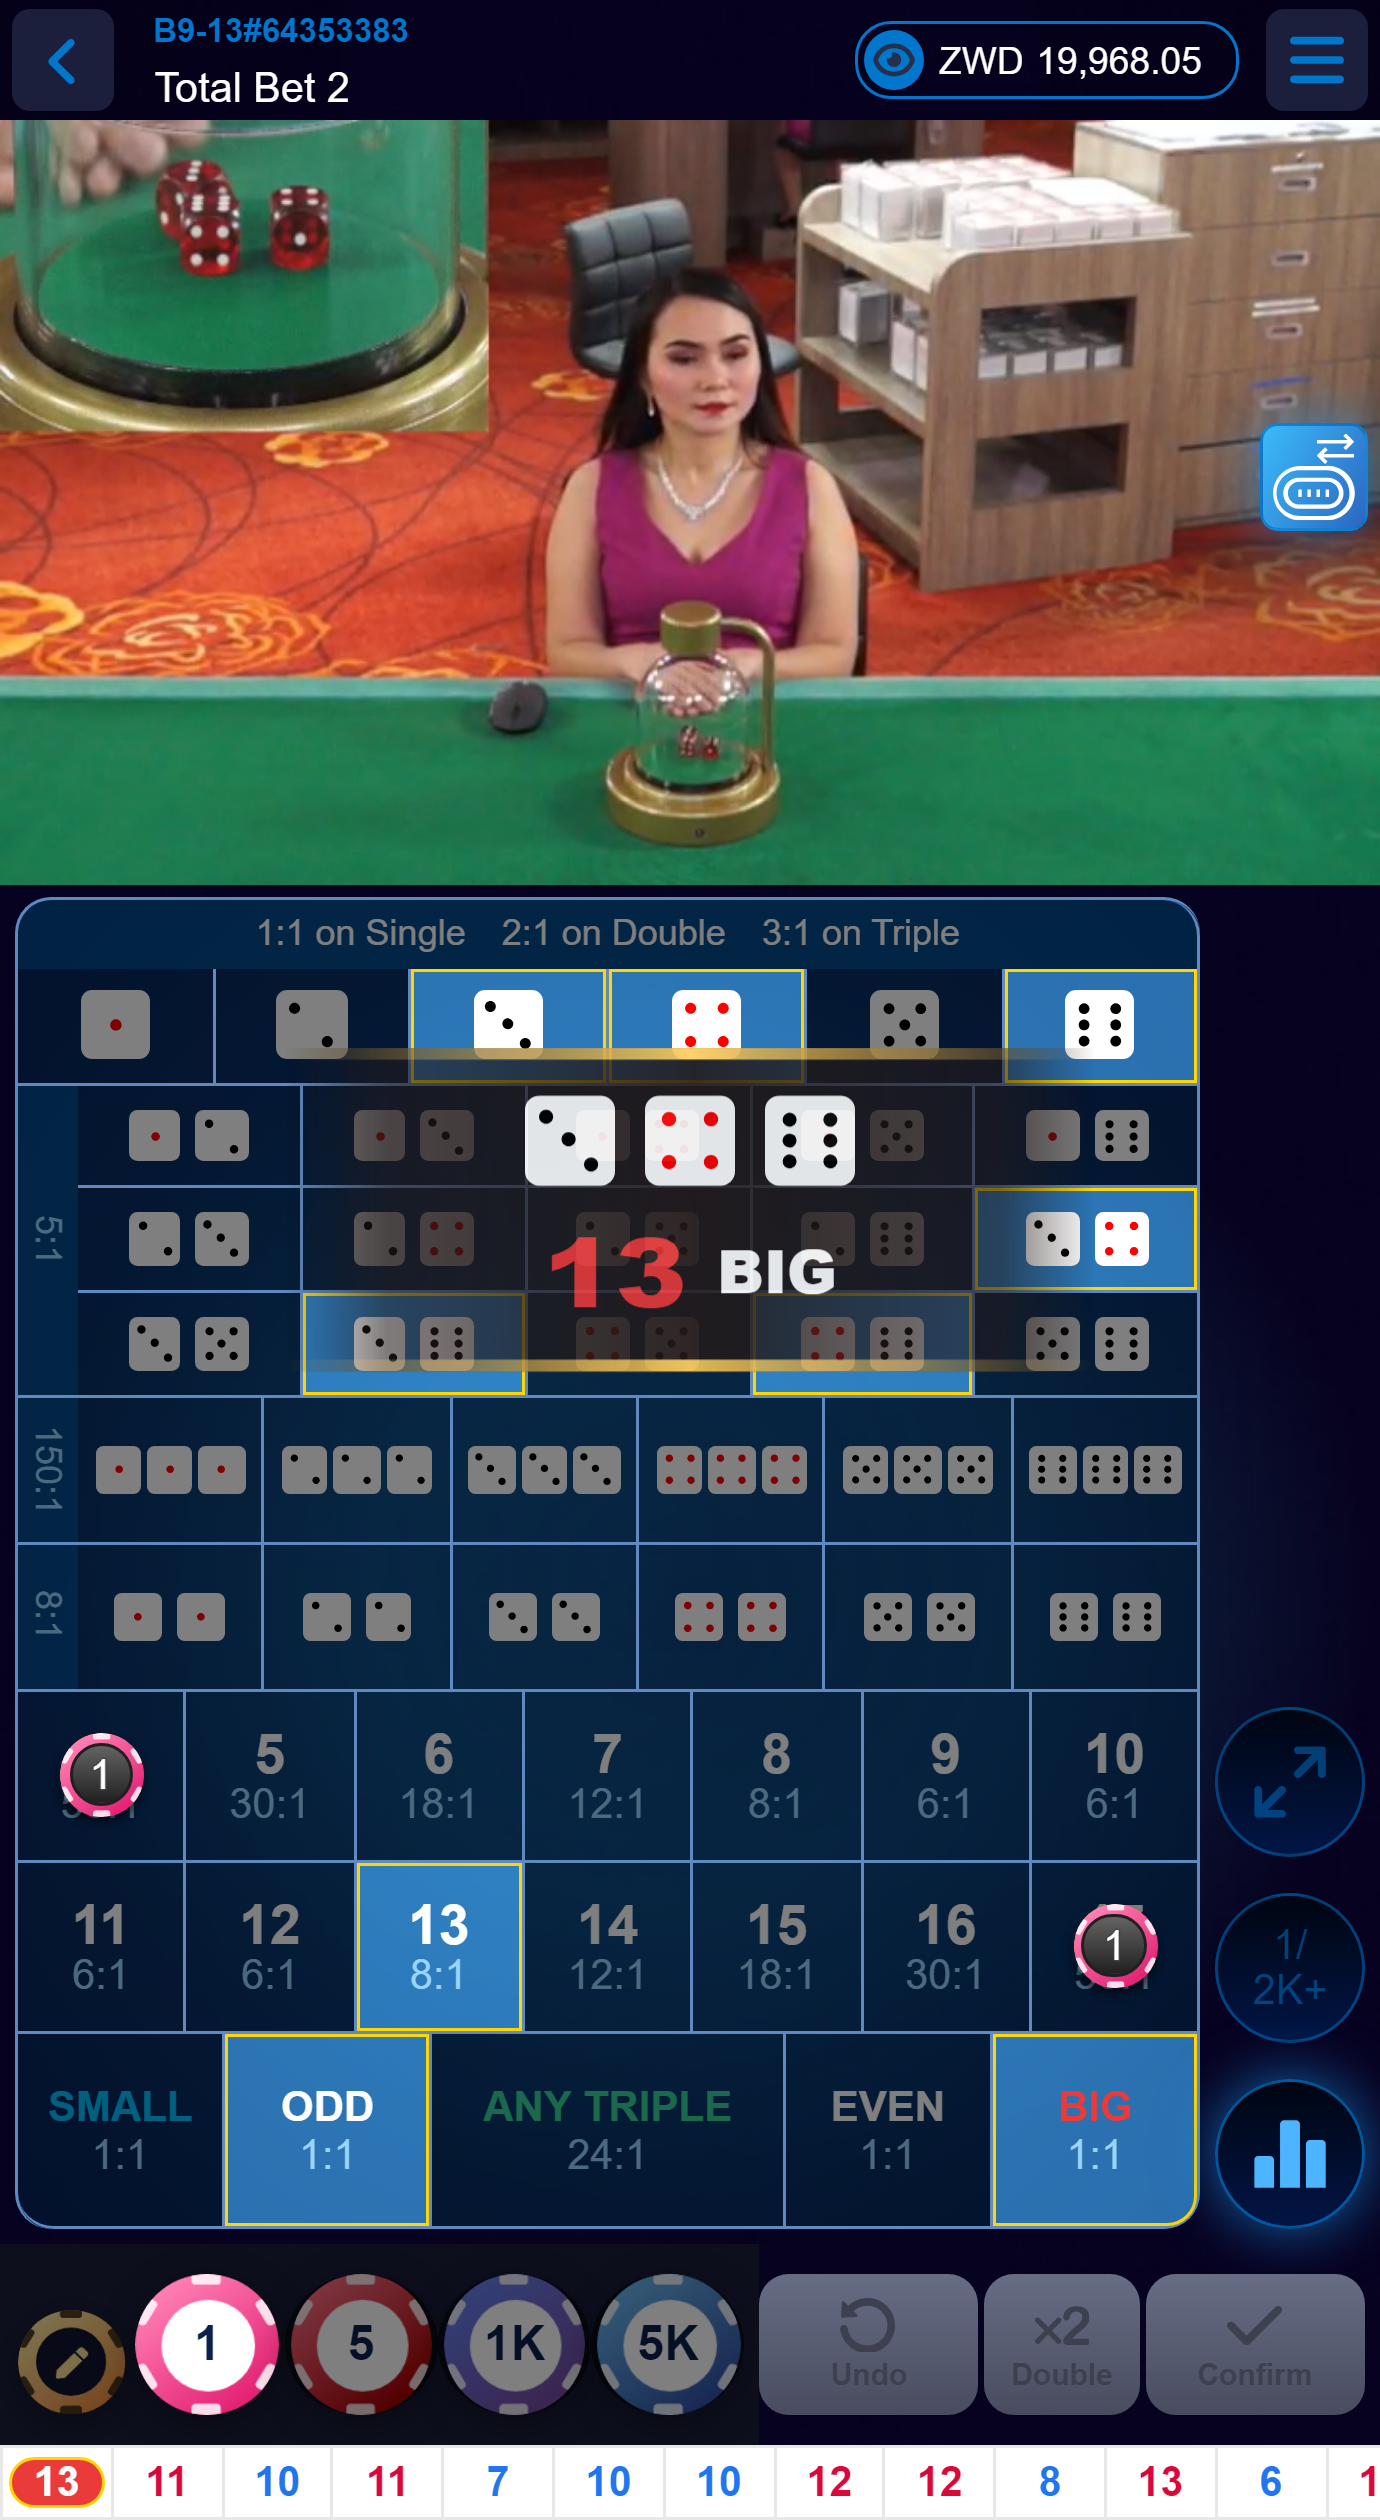 B9-13#64353383
Total Bet 2
ZWD 19,968.05
1:1 on Single 2:1 on Double 3:1 on Triple
5:1
13 BIG
150:1
8:1
1
5 6 7 8 9 10
30:1 18:1 12:1 8:1 6:1 6:1
11 12 13 14 15 16
6:1 6:1 8:1 12:1 18:1 30:1
1
1/
2K+
SMALL ODD ANY TRIPLE EVEN BIG
1:1 1:1 24:1 1:1 1:1
1 5 1K 5K
x2
Undo Double Confirm
13 11 10 11 7 10 10 12 12 8 13 6